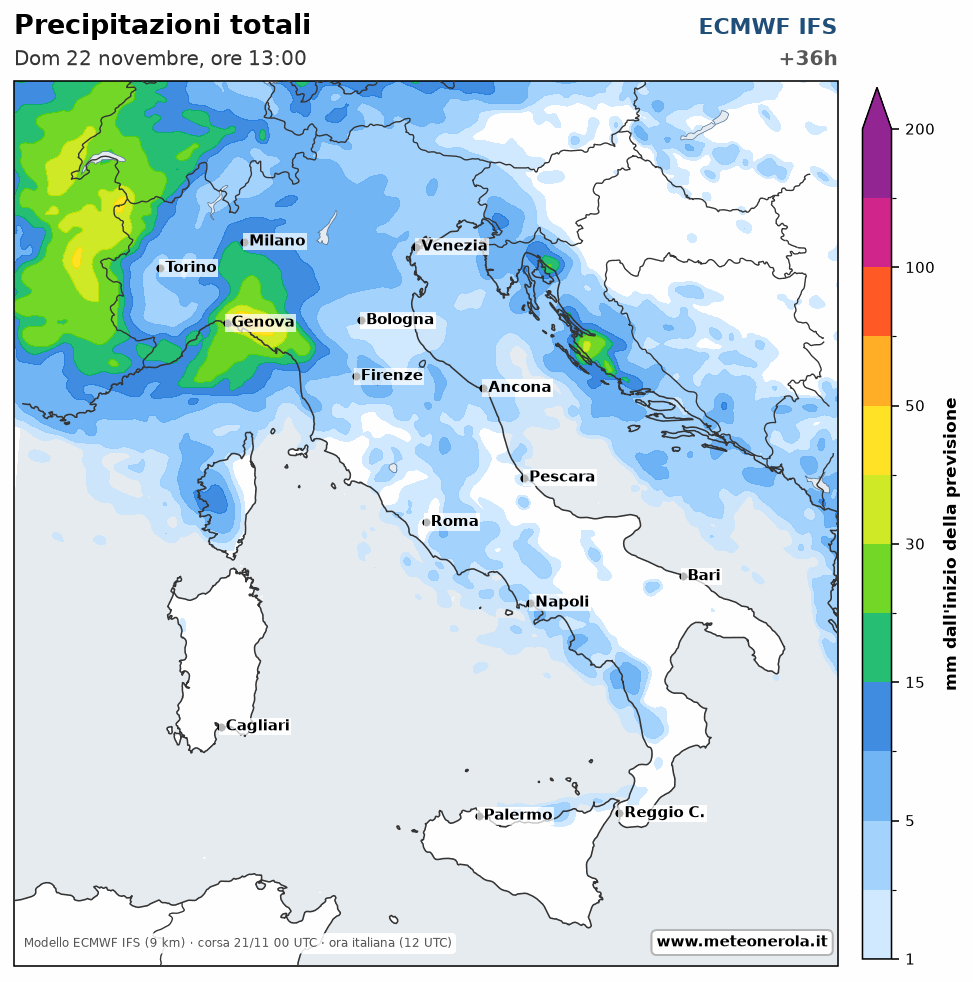 Precipitazioni totali
ECMWF IFS
Dom 22 novembre, ore 13:00
+36h
200
100
50
30
15
5
1
mm dall'inizio della previsione
Milano
Venezia
Torino
Genova
Bologna
Firenze
Ancona
Pescara
Roma
Bari
Napoli
Cagliari
Palermo
Reggio C.
Modello ECMWF IFS (9 km) · corsa 21/11 00 UTC · ora italiana (12 UTC)
www.meteonerola.it